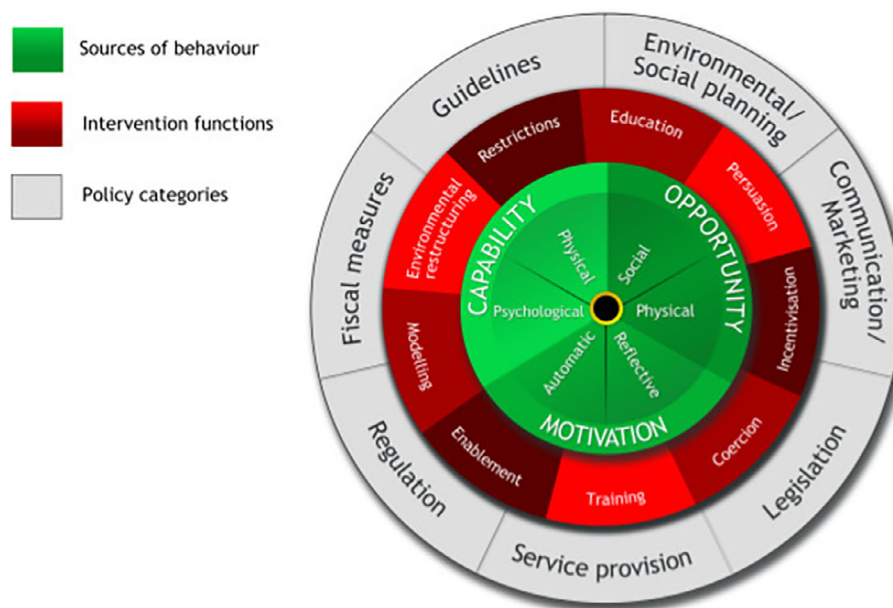 Sources of behaviour
Intervention functions
Policy categories
Guidelines
Environmental/
Social planning
Communication/
Marketing
Legislation
Service provision
Regulation
Fiscal measures
Restrictions
Education
Persuasion
Incentivisation
Coercion
Training
Enablement
Modelling
Environmental
restructuring
CAPABILITY
OPPORTUNITY
MOTIVATION
Physical
Social
Physical
Reflective
Automatic
Psychological